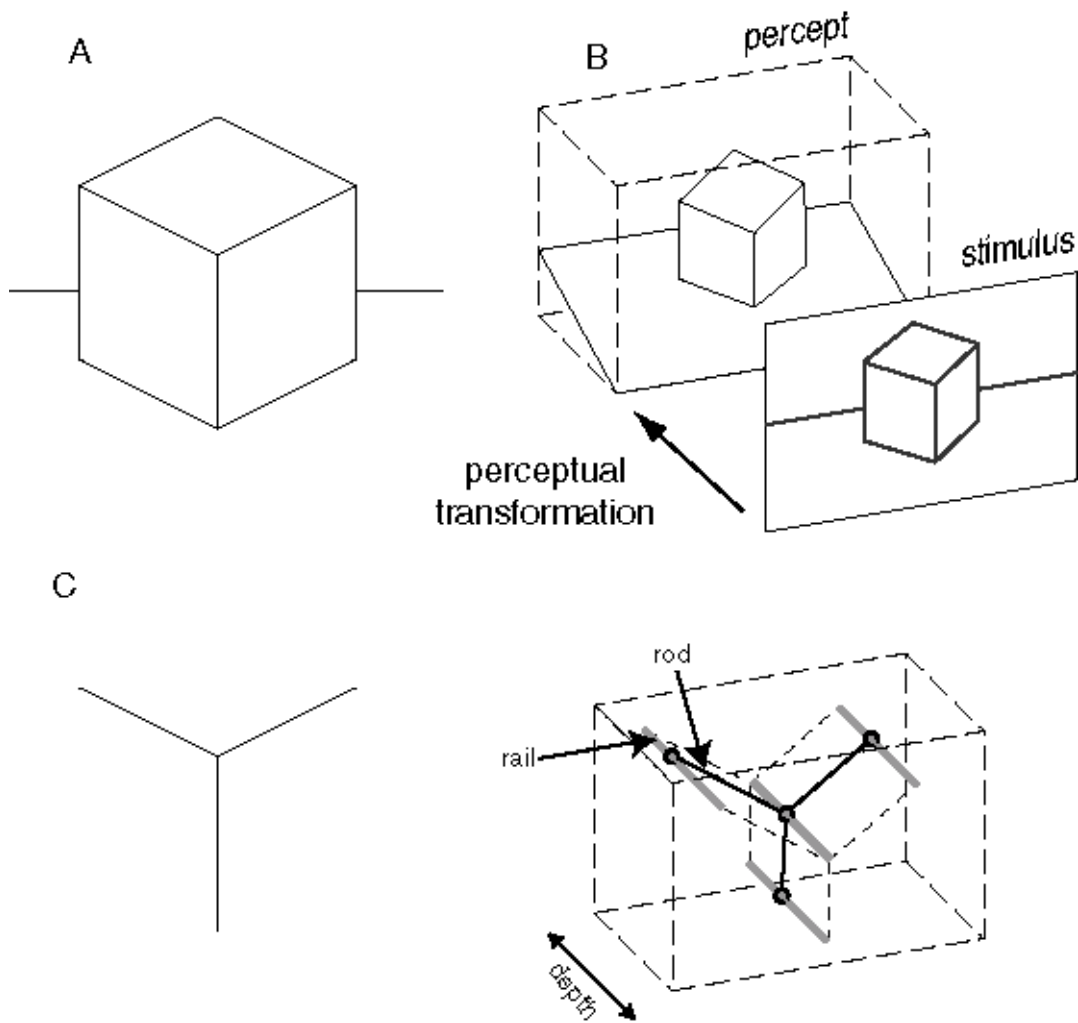 A
B
percept
stimulus
perceptual
transformation
C
rod
rail
depth